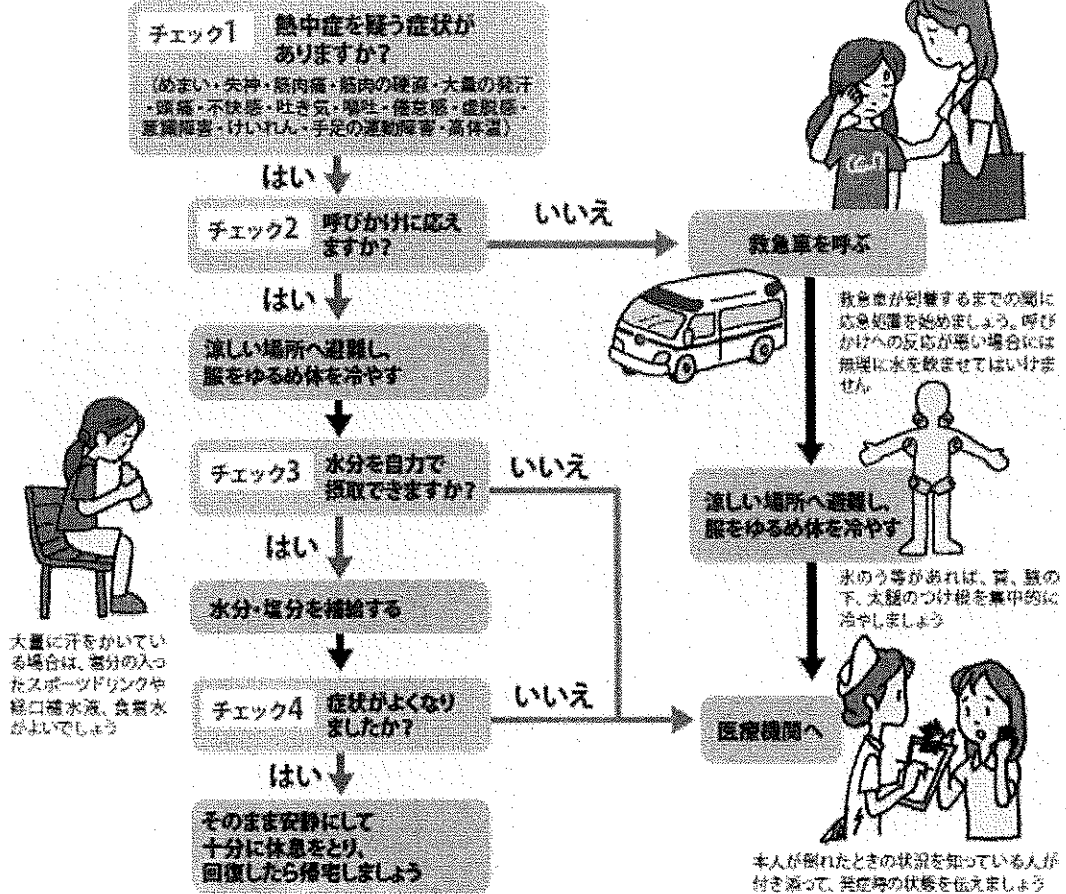 チェック1 熱中症を疑う症状が
ありますか?
(めまい・失神・筋肉痛・筋肉の硬直・大量の発汗
・頭痛・不快感・吐き気・嘔吐・倦怠感・虚脱感・
意識障害・けいれん・手足の運動障害・高体温)
はい
チェック2 呼びかけに応え
ますか?
いいえ
救急車を呼ぶ
救急車が到着するまでの間に
応急処置を始めましょう。呼び
かけへの反応が悪い場合には
無理に水を飲ませてはいけま
せん
はい
涼しい場所へ避難し、
服をゆるめ体を冷やす
チェック3 水分を自力で
摂取できますか?
いいえ
涼しい場所へ避難し、
服をゆるめ体を冷やす
氷のう等があれば、首、腋の
下、太腿のつけ根を集中的に
冷やしましょう
はい
水分・塩分を補給する
大量に汗をかいてい
る場合は、塩分の入っ
たスポーツドリンクや
経口補水液、食塩水
がよいでしょう
チェック4 症状がよくなり
ましたか?
いいえ
医療機関へ
はい
そのまま安静にして
十分に休息をとり、
回復したら帰宅しましょう
本人が倒れたときの状況を知っている人が
付き添って、発症時の状態を伝えましょう